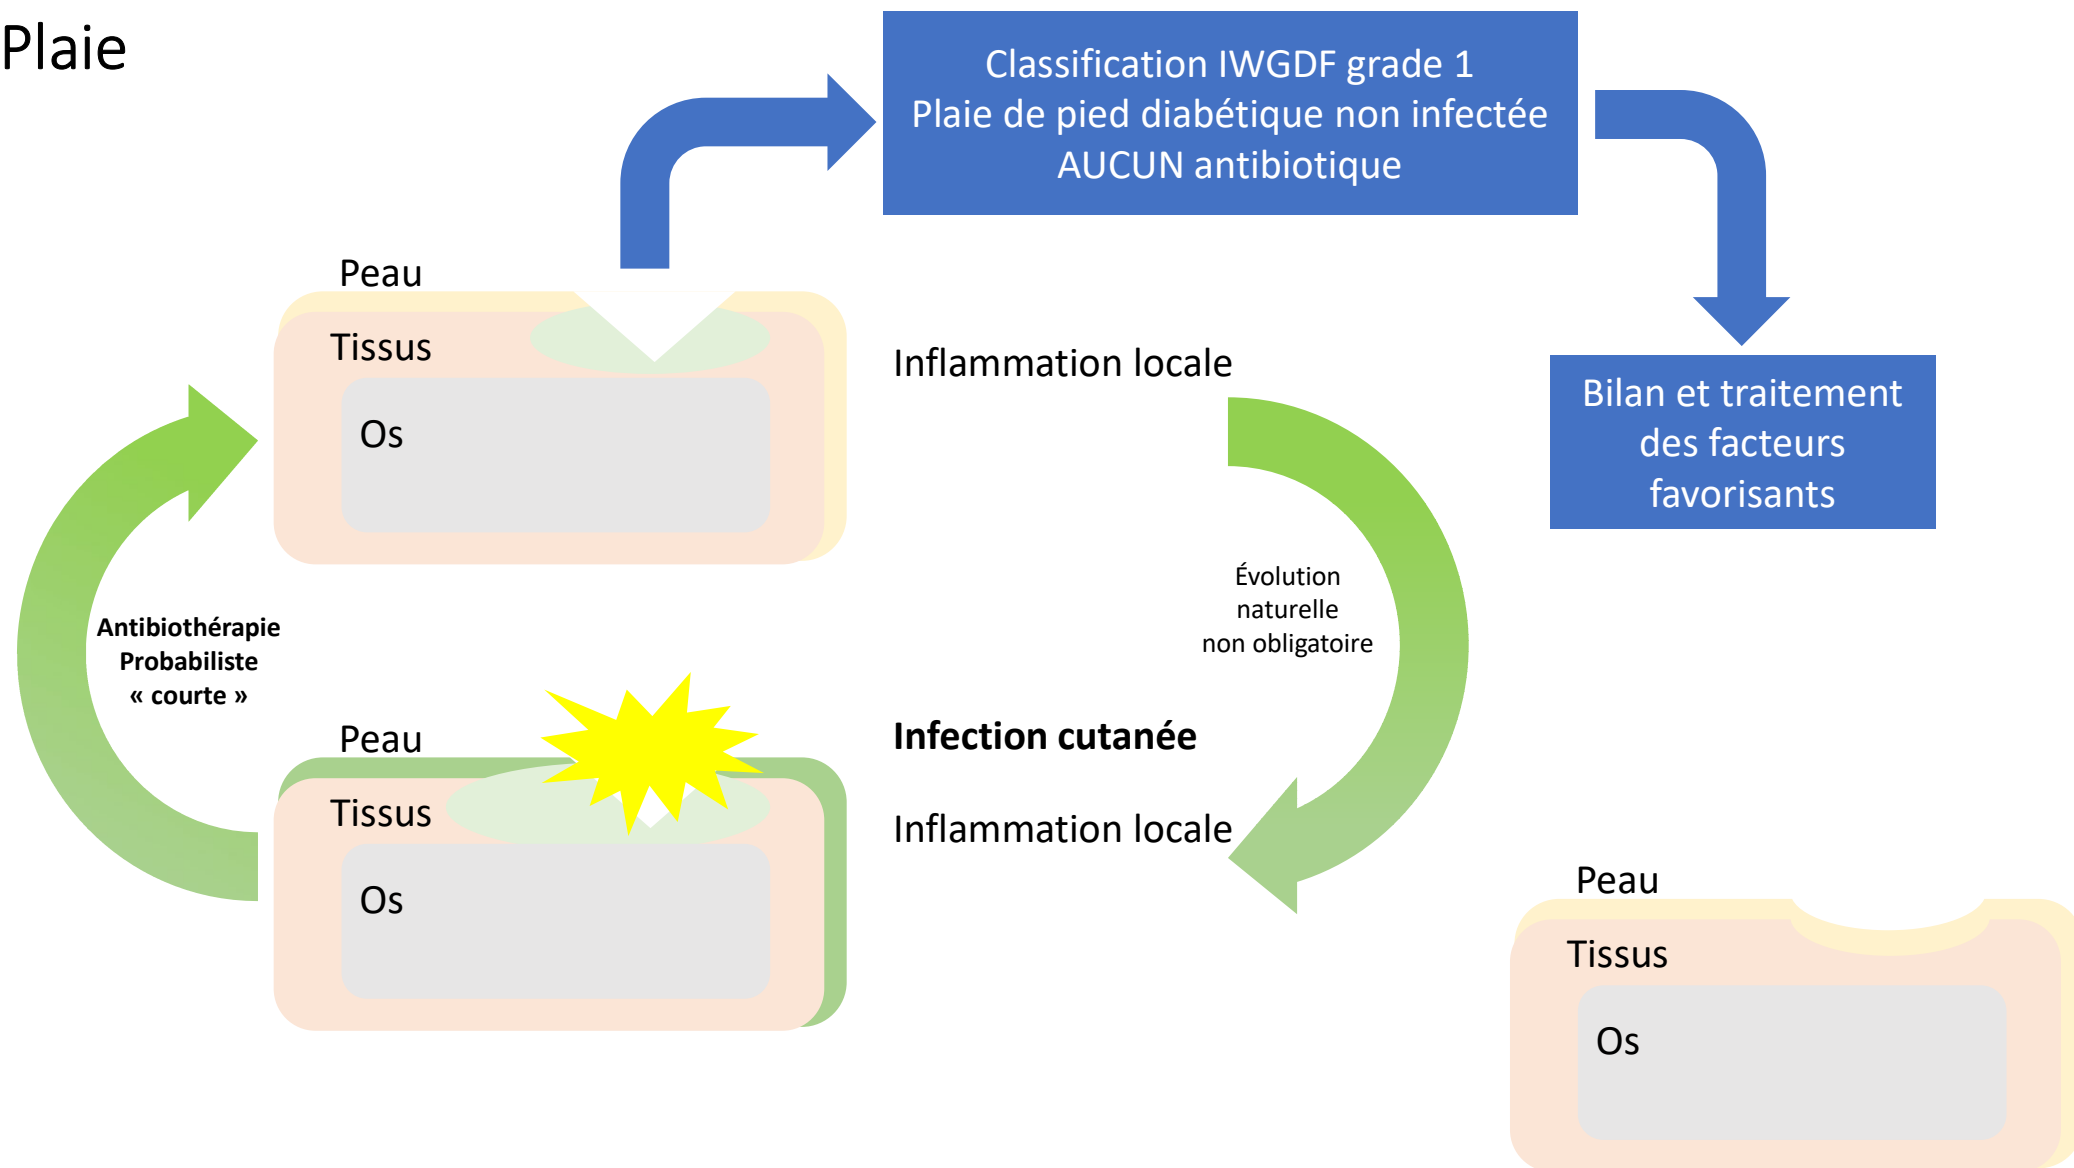 Plaie
Classification IWGDF grade 1
Plaie de pied diabétique non infectée
AUCUN antibiotique
Peau
Tissus
Os
Inflammation locale
Bilan et traitement
des facteurs
favorisants
Évolution
naturelle
non obligatoire
Antibiothérapie
Probabiliste
« courte »
Peau
Tissus
Os
Infection cutanée
Inflammation locale
Peau
Tissus
Os